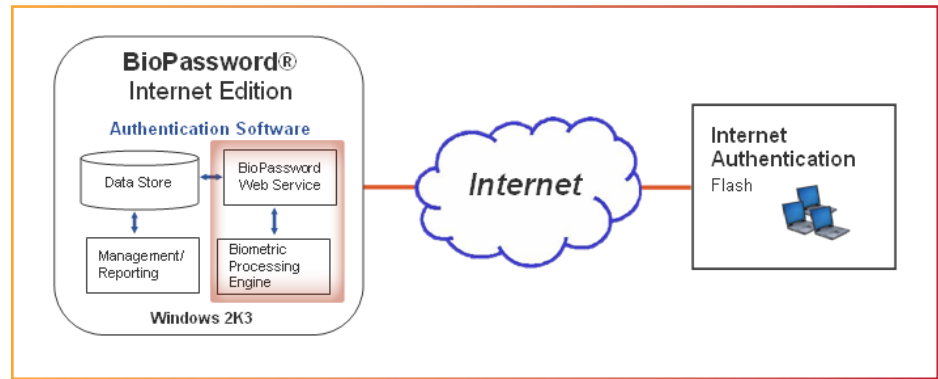 BioPassword®
Internet Edition
Authentication Software
Data Store
BioPassword
Web Service
Management/
Reporting
Biometric
Processing
Engine
Windows 2K3
Internet
Internet
Authentication
Flash